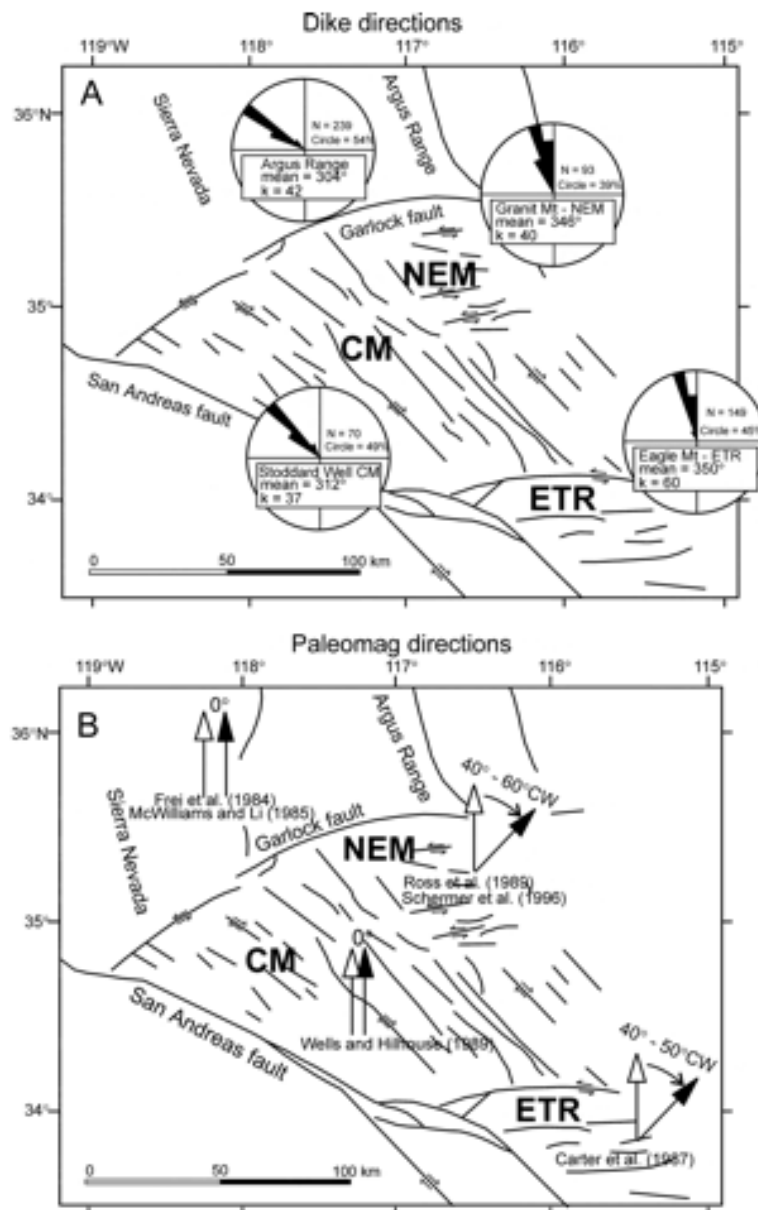 Dike directions
119°W 118° 117° 116° 115°
A
36°N
35°
34°
Sierra Nevada
Argus Range
N = 239
Circle = 54%
Argus Range
mean = 304°
k = 42
N = 93
Circle = 39%
Granit Mt - NEM
mean = 346°
k = 40
Garlock fault
NEM
CM
San Andreas fault
N = 70
Circle = 49%
Stoddard Well CM
mean = 312°
k = 37
N = 149
Circle = 45%
Eagle Mt - ETR
mean = 350°
k = 60
ETR
0 50 100 km
Paleomag directions
119°W 118° 117° 116° 115°
B
36°N
35°
34°
0°
Frei et al. (1984)
McWilliams and Li (1985)
Sierra Nevada
Argus Range
Garlock fault
40° - 60°CW
NEM
Ross et al. (1989)
Schermer et al. (1996)
CM
0°
Wells and Hillhouse (1989)
San Andreas fault
40° - 50°CW
ETR
Carter et al. (1987)
0 50 100 km